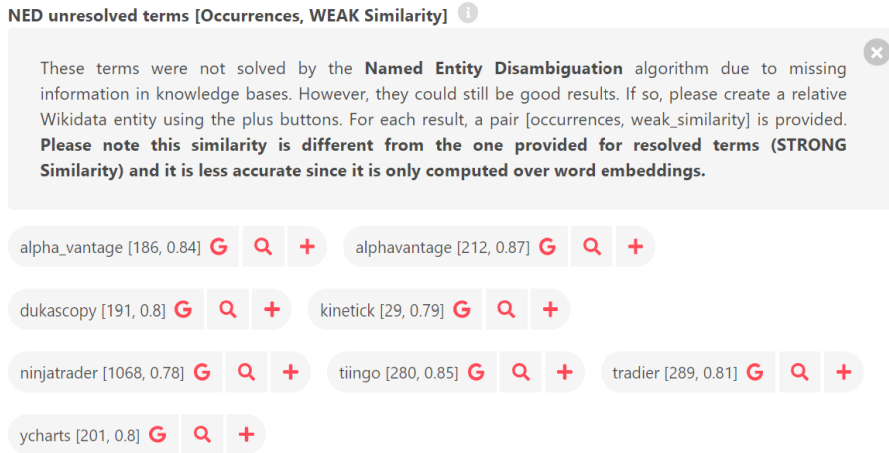 NED unresolved terms [Occurrences, WEAK Similarity]
These terms were not solved by the Named Entity Disambiguation algorithm due to missing
information in knowledge bases. However, they could still be good results. If so, please create a relative
Wikidata entity using the plus buttons. For each result, a pair [occurrences, weak_similarity] is provided.
Please note this similarity is different from the one provided for resolved terms (STRONG
Similarity) and it is less accurate since it is only computed over word embeddings.
alpha_vantage [186, 0.84] G alphavantage [212, 0.87] G
dukascopy [191, 0.8] G kinetick [29, 0.79] G
ninjatrader [1068, 0.78] G tiingo [280, 0.85] G tradier [289, 0.81] G
ycharts [201, 0.8] G